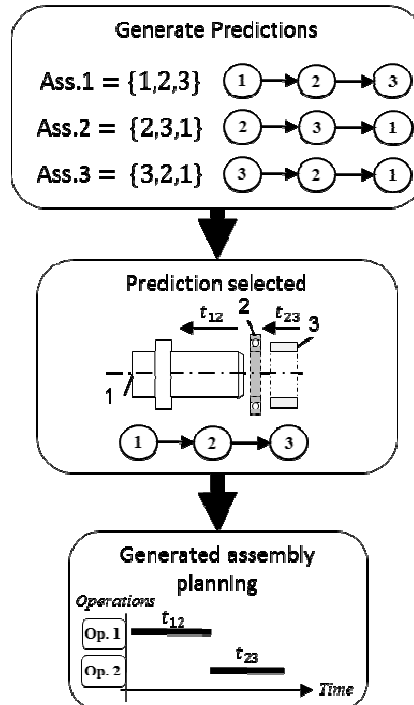 Generate Predictions
Ass.1 = {1,2,3} 1 2 3
Ass.2 = {2,3,1} 2 3 1
Ass.3 = {3,2,1} 3 2 1
Prediction selected
t12 2 t23 3
1
1 2 3
Generated assembly
planning
Operations
Op. 1 t12
Op. 2 t23
Time